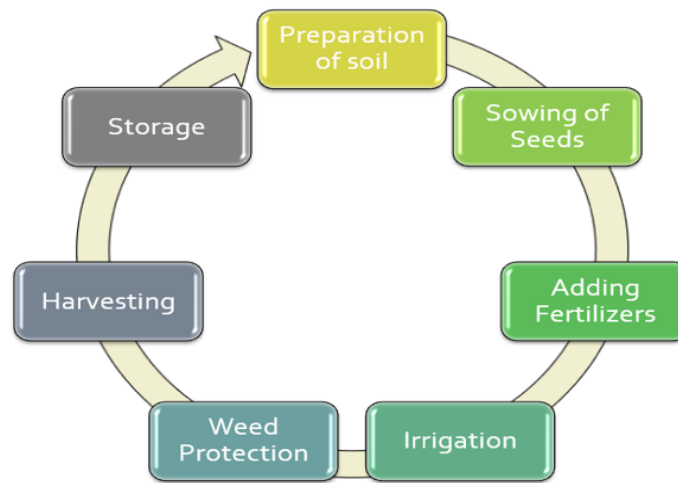 Preparation
of soil
Sowing of
Seeds
Adding
Fertilizers
Irrigation
Weed
Protection
Harvesting
Storage